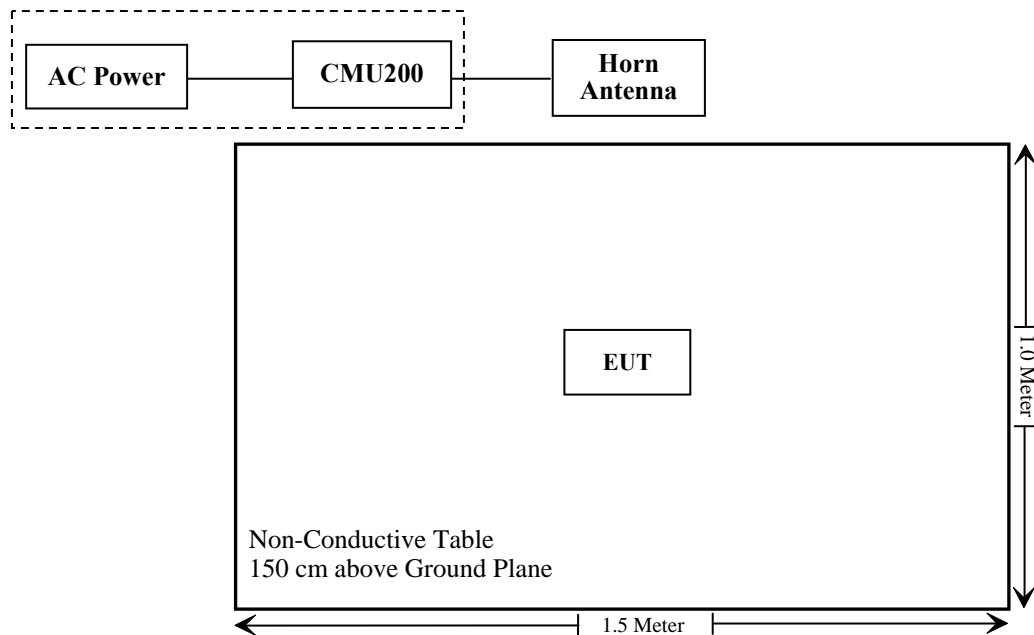 AC Power
CMU200
Horn
Antenna
EUT
1.0 Meter
Non-Conductive Table
150 cm above Ground Plane
1.5 Meter